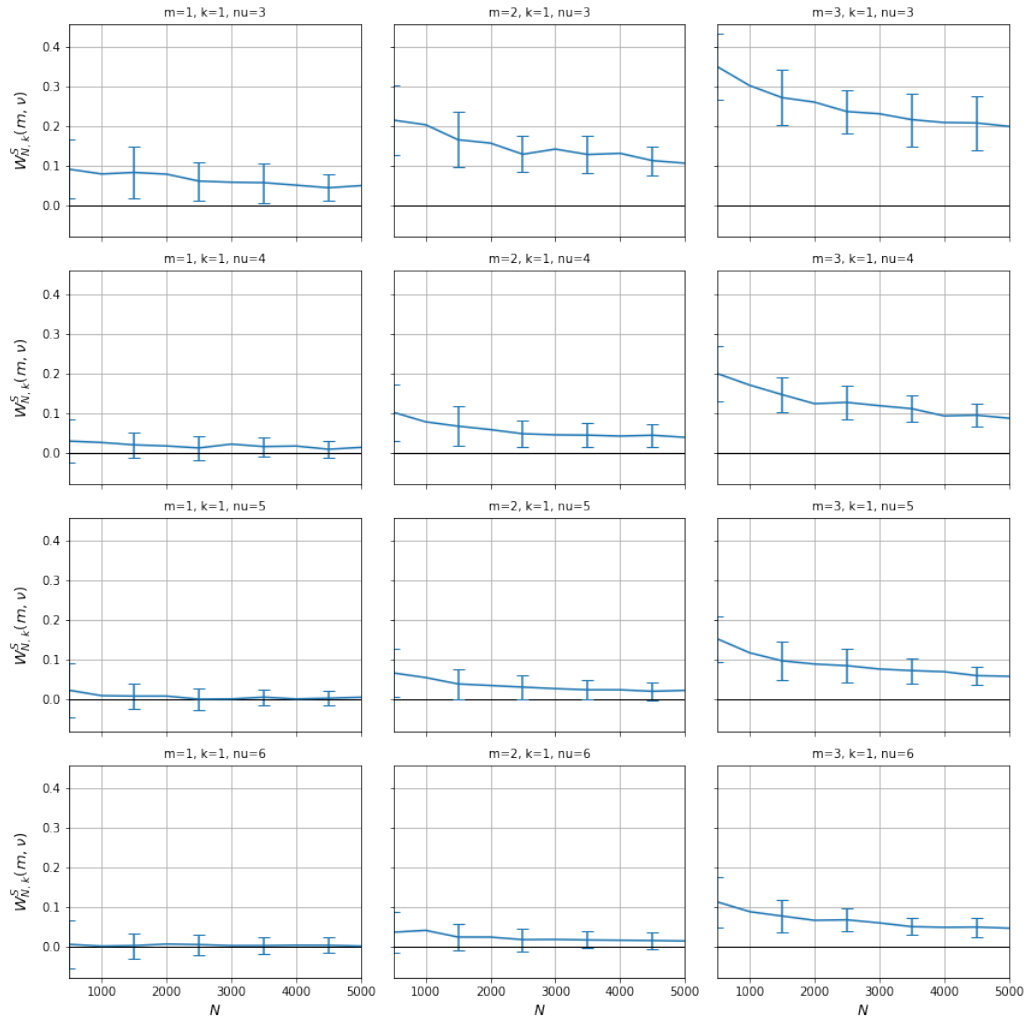 m=1, k=1, nu=3 m=2, k=1, nu=3 m=3, k=1, nu=3
0.4
0.3
0.2
0.1
0.0
W^S_{N,k}(m, ν)
m=1, k=1, nu=4 m=2, k=1, nu=4 m=3, k=1, nu=4
0.4
0.3
0.2
0.1
0.0
W^S_{N,k}(m, ν)
m=1, k=1, nu=5 m=2, k=1, nu=5 m=3, k=1, nu=5
0.4
0.3
0.2
0.1
0.0
W^S_{N,k}(m, ν)
m=1, k=1, nu=6 m=2, k=1, nu=6 m=3, k=1, nu=6
0.4
0.3
0.2
0.1
0.0
W^S_{N,k}(m, ν)
1000 2000 3000 4000 5000 1000 2000 3000 4000 5000 1000 2000 3000 4000 5000
N N N